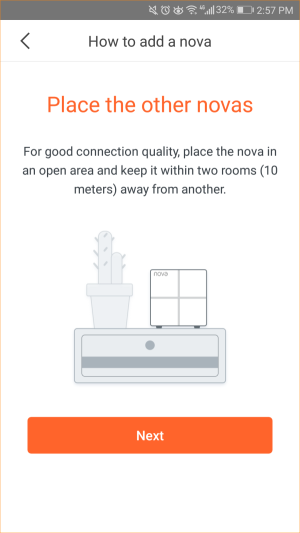 4G 32% 2:57 PM
How to add a nova
Place the other novas
For good connection quality, place the nova in
an open area and keep it within two rooms (10
meters) away from another.
nova
Next